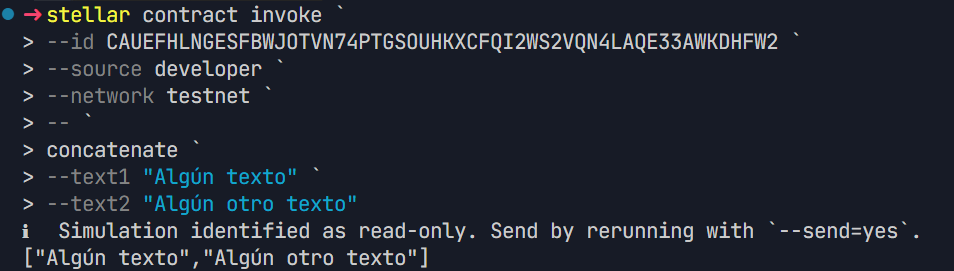 → stellar contract invoke `
> --id CAUEFHLNGESFBWJOTVN74PTGSOUHKXCFQI2WS2VQN4LAQE33AWKDHFW2 `
> --source developer `
> --network testnet `
> -- `
> concatenate `
> --text1 "Algún texto" `
> --text2 "Algún otro texto"
ℹ Simulation identified as read-only. Send by rerunning with `--send=yes`.
["Algún texto","Algún otro texto"]